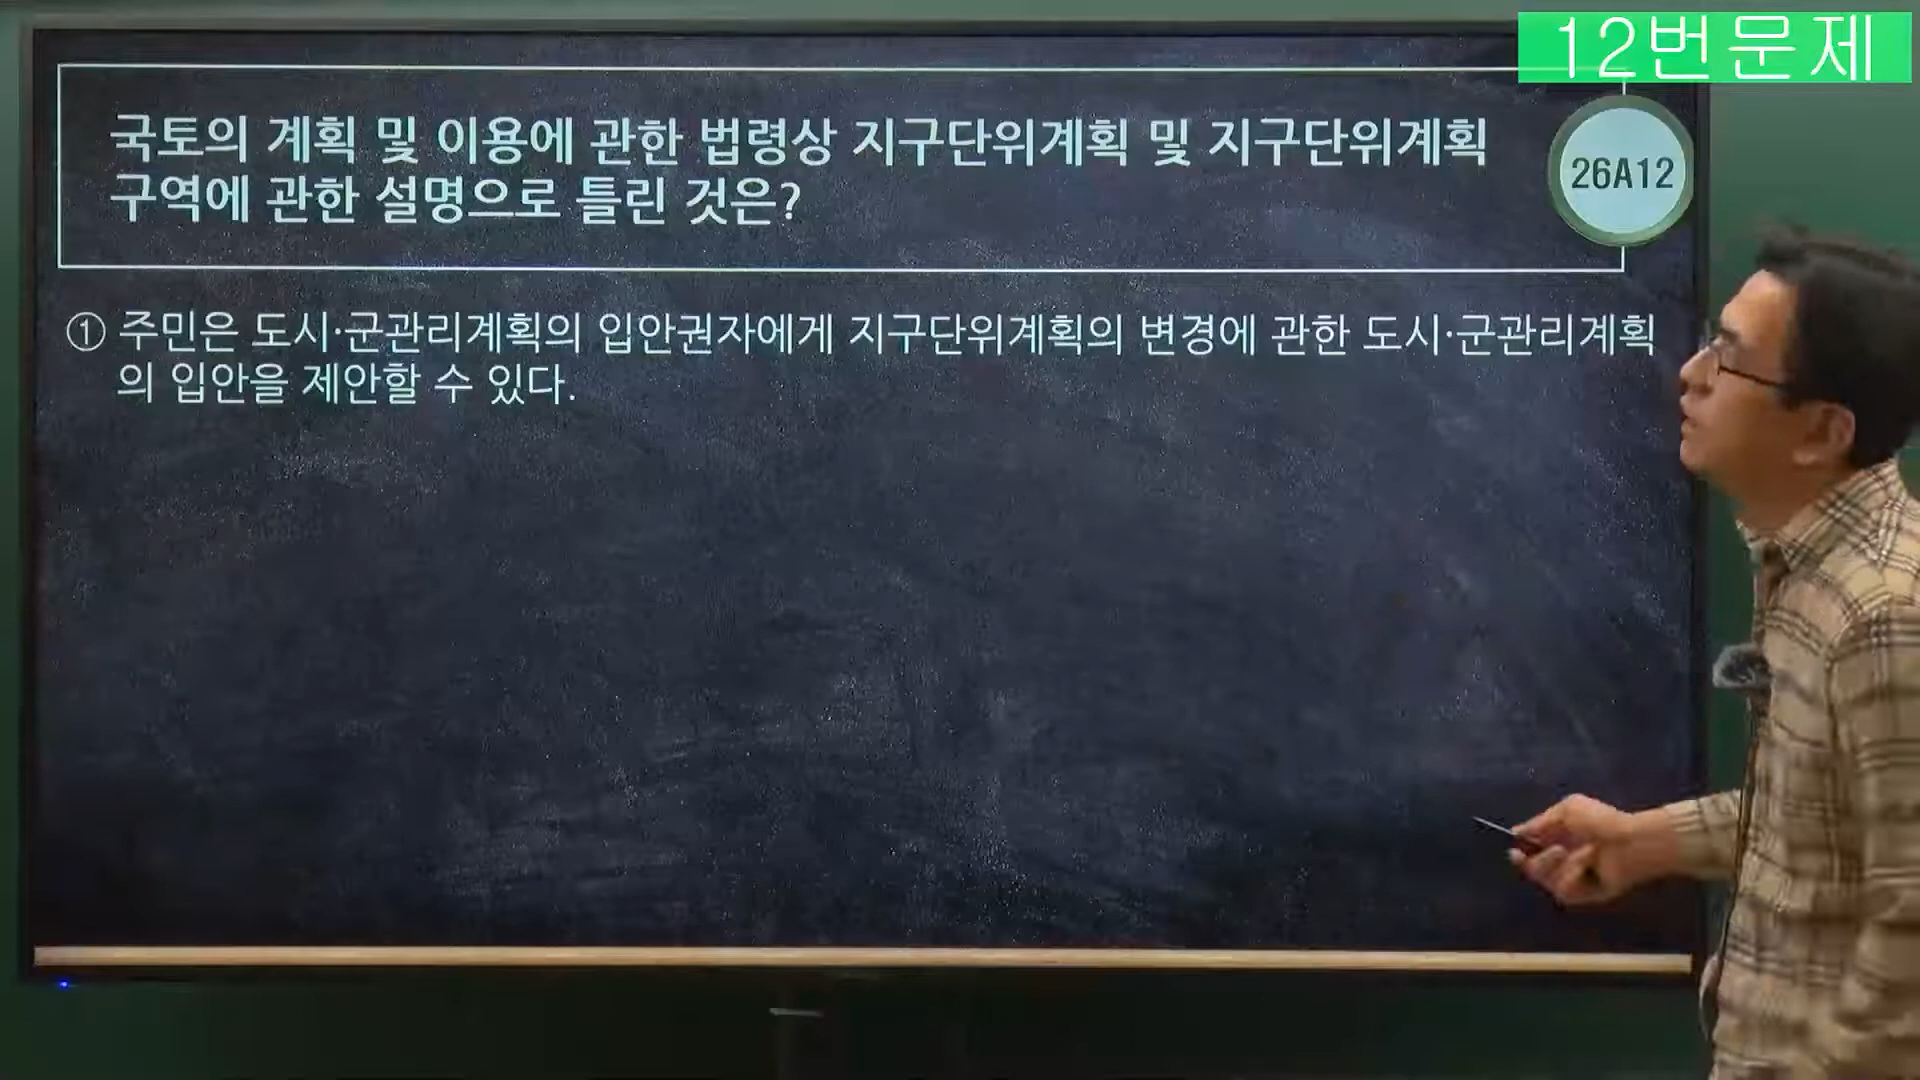 12번문제
국토의 계획 및 이용에 관한 법령상 지구단위계획 및 지구단위계획
구역에 관한 설명으로 틀린 것은?
26A12
① 주민은 도시·군관리계획의 입안권자에게 지구단위계획의 변경에 관한 도시·군관리계획
의 입안을 제안할 수 있다.